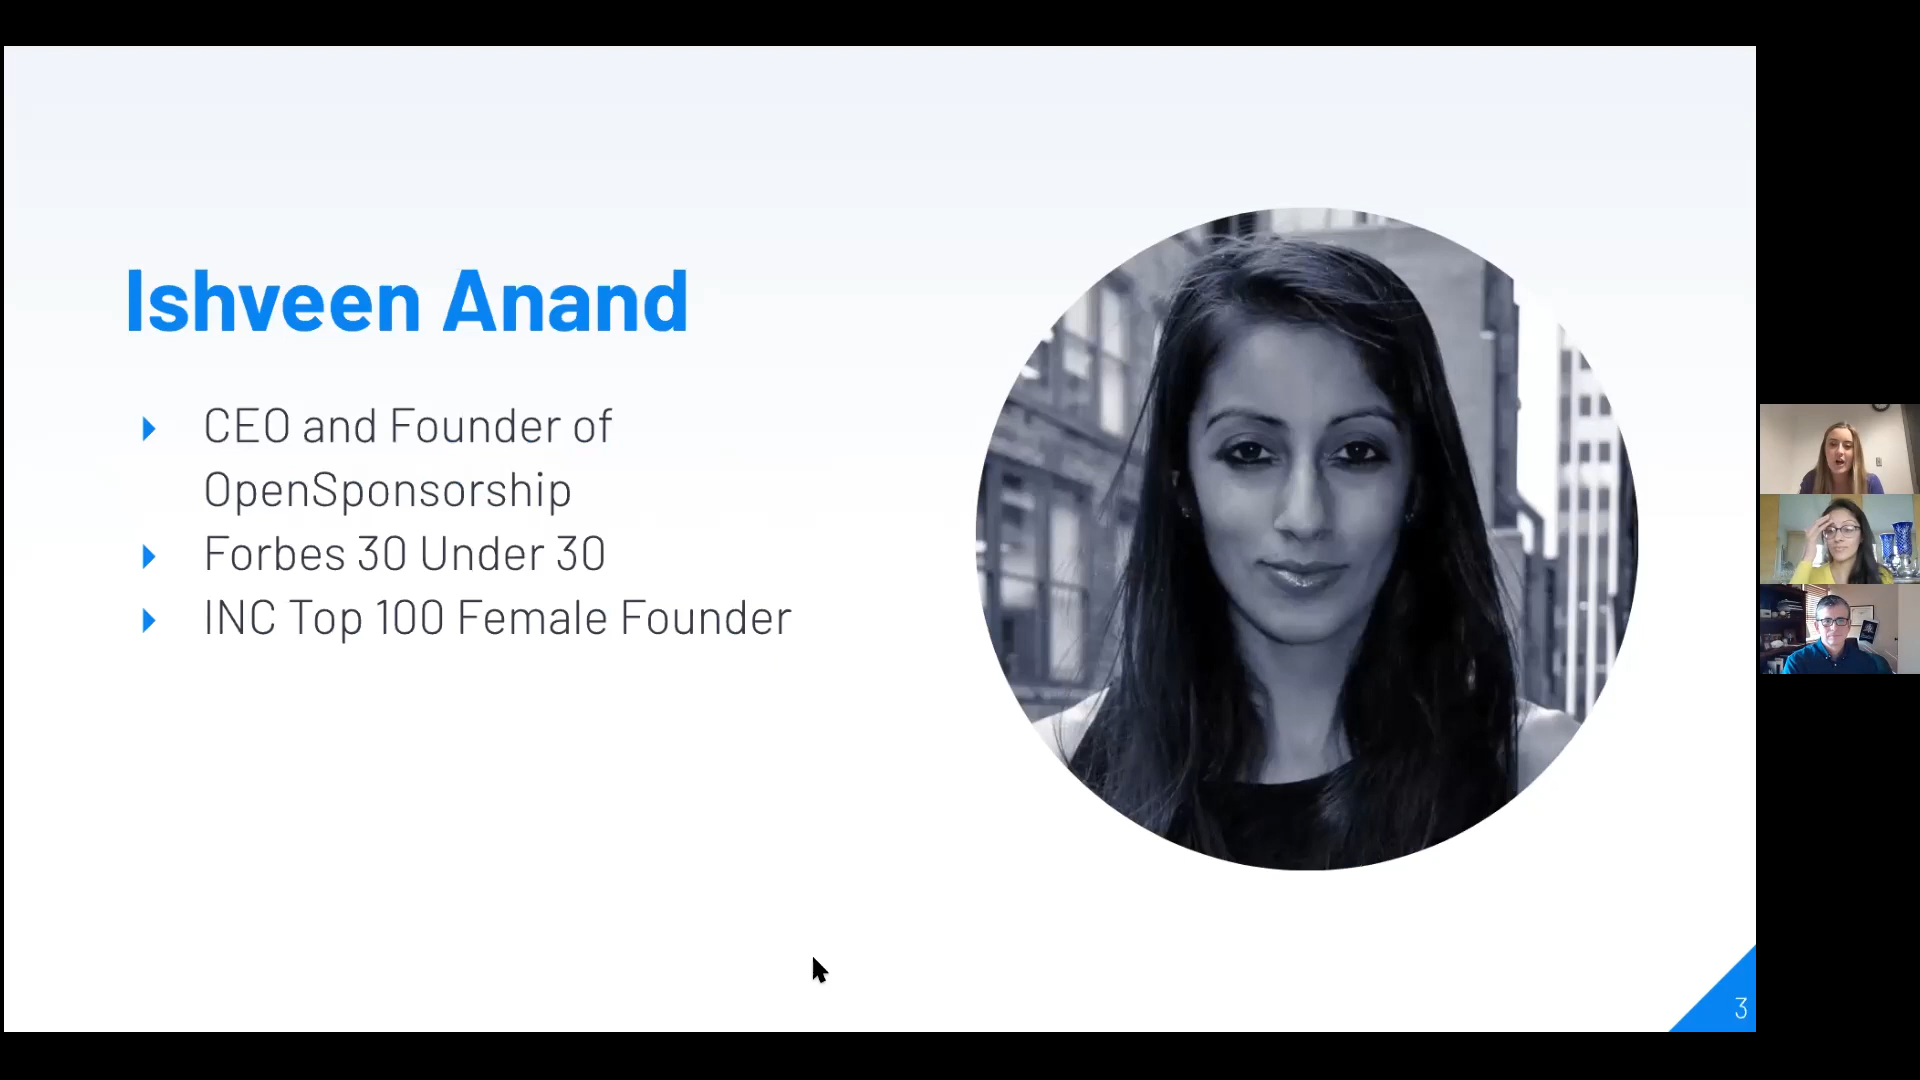 Ishveen Anand
CEO and Founder of
OpenSponsorship
Forbes 30 Under 30
INC Top 100 Female Founder
3